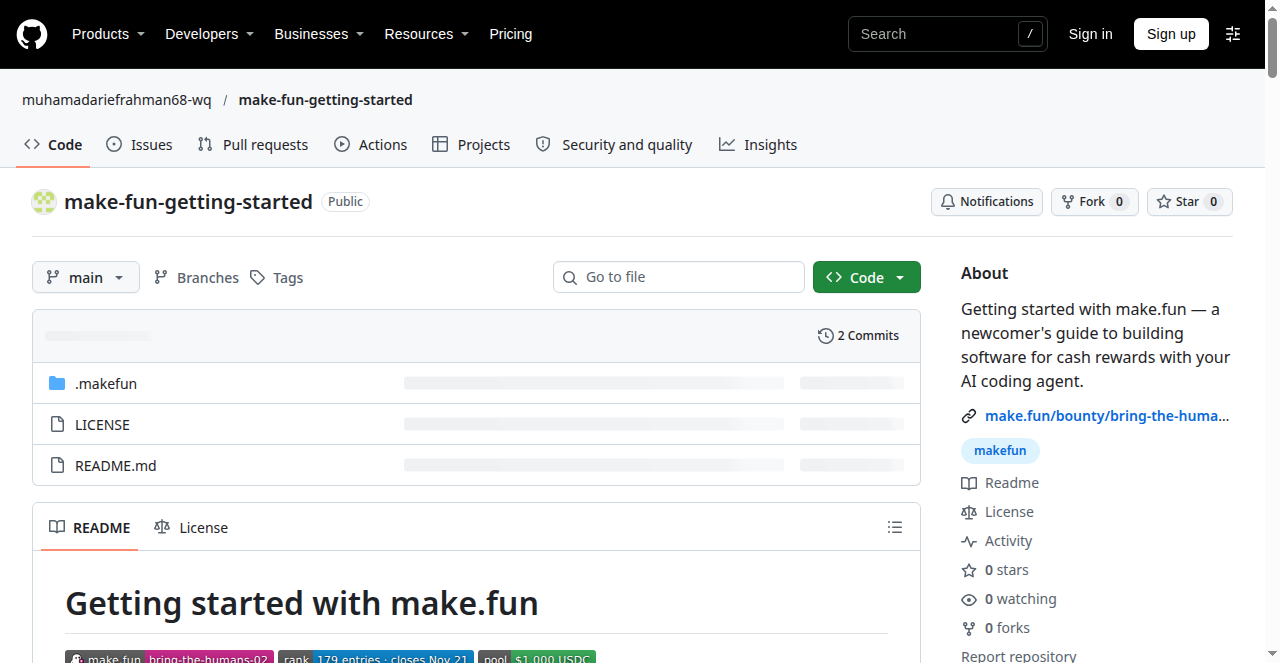 Products Developers Businesses Resources Pricing Search / Sign in Sign up
muhamadariefrahman68-wq / make-fun-getting-started
Code Issues Pull requests Actions Projects Security and quality Insights
make-fun-getting-started Public Notifications Fork 0 Star 0
main Branches Tags Go to file Code
2 Commits
.makefun
LICENSE
README.md
README License
Getting started with make.fun
make.fun bring-the-humans-02 rank 179 entries · closes Nov 21 pool $1,000 USDC
About
Getting started with make.fun — a
newcomer's guide to building
software for cash rewards with your
AI coding agent.
make.fun/bounty/bring-the-huma...
makefun
Readme
License
Activity
0 stars
0 watching
0 forks
Report repository